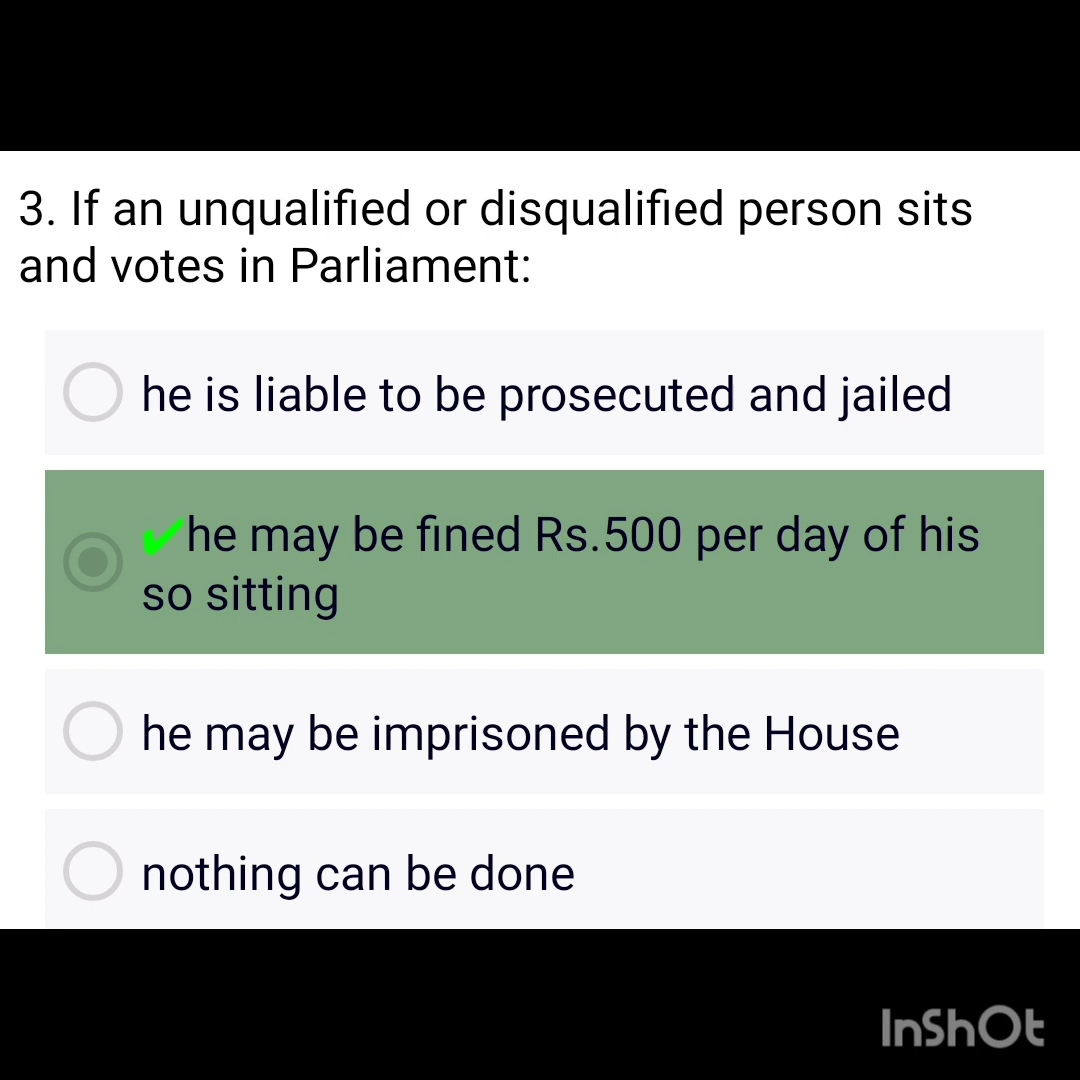 3. If an unqualified or disqualified person sits
and votes in Parliament:
he is liable to be prosecuted and jailed
✔he may be fined Rs.500 per day of his
so sitting
he may be imprisoned by the House
nothing can be done
InShOt